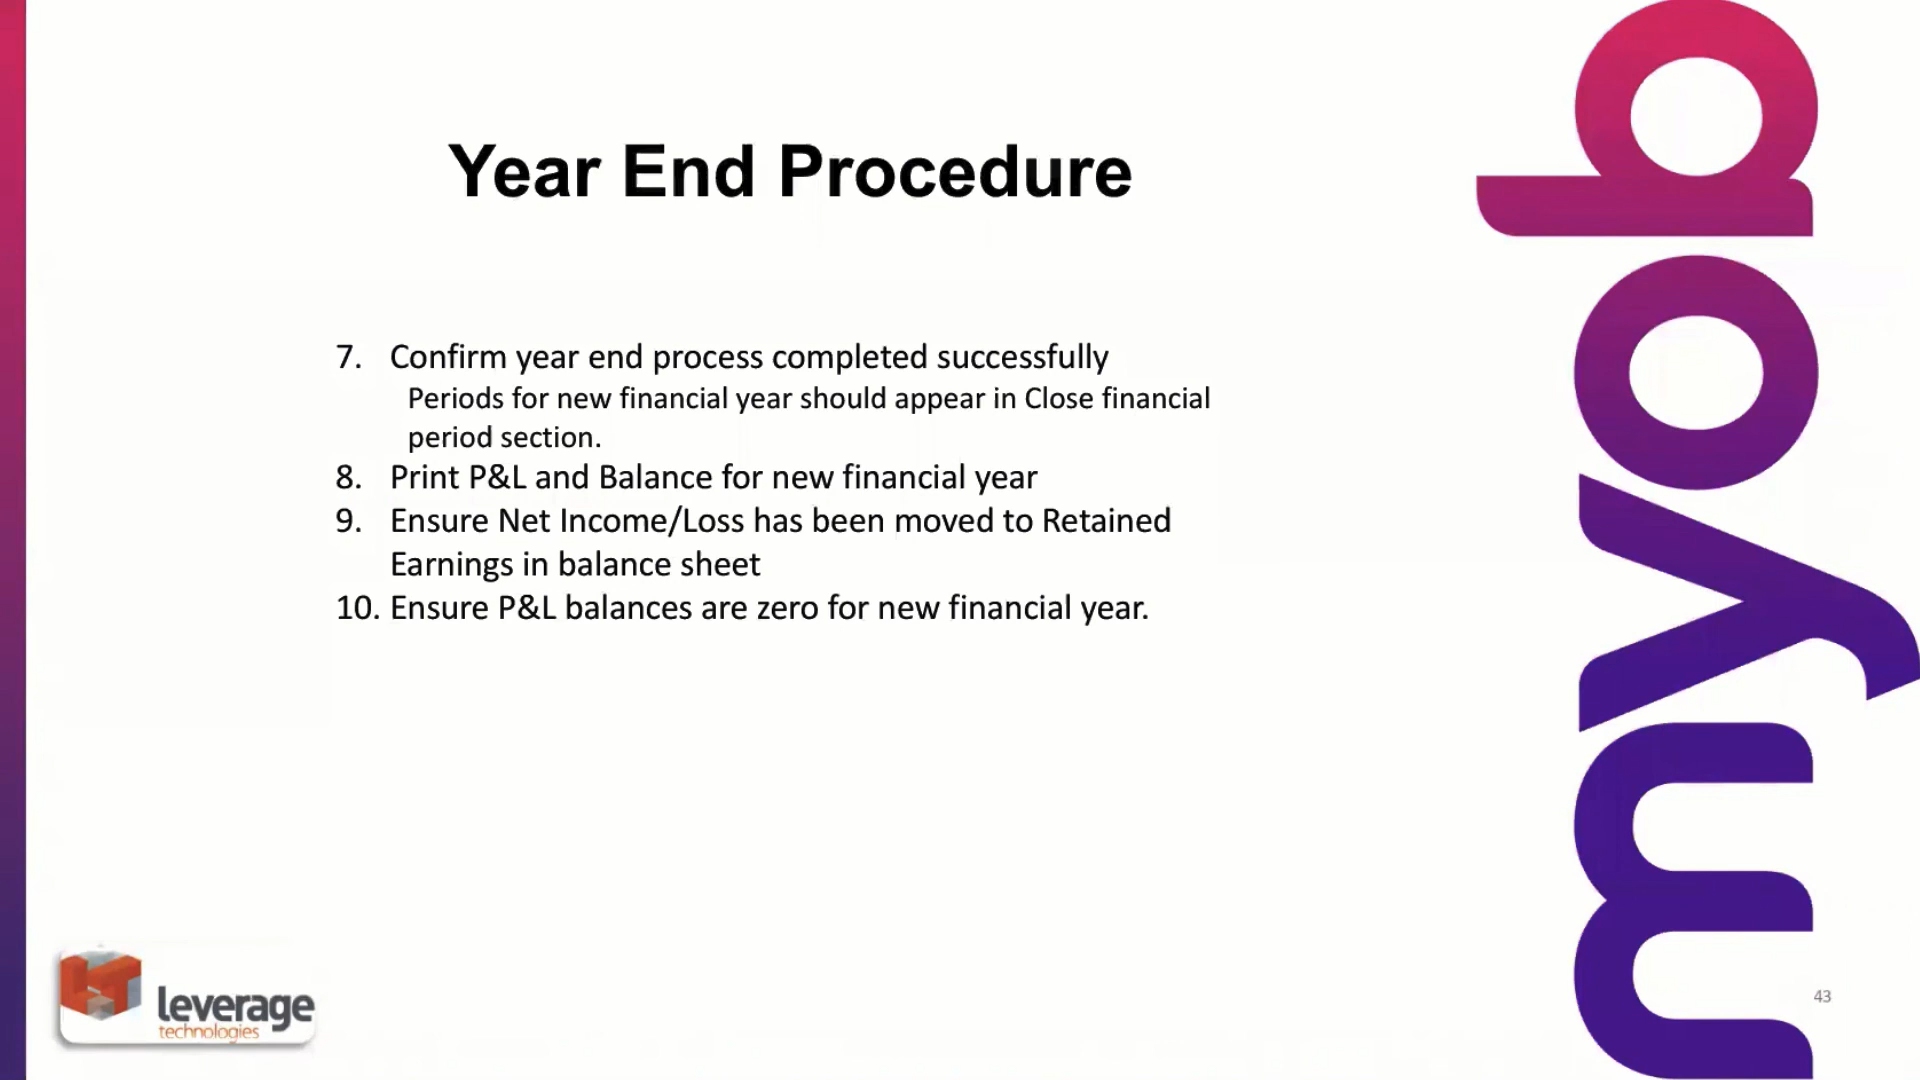 Year End Procedure
7. Confirm year end process completed successfully
Periods for new financial year should appear in Close financial
period section.
8. Print P&L and Balance for new financial year
9. Ensure Net Income/Loss has been moved to Retained
Earnings in balance sheet
10. Ensure P&L balances are zero for new financial year.
myob
LT
leverage
technologies
43